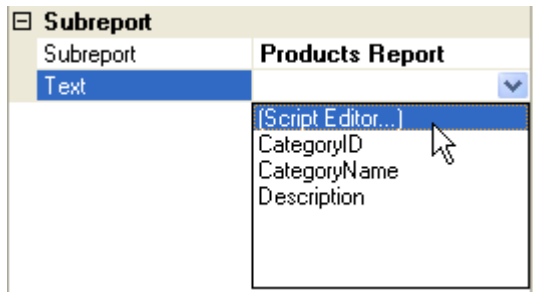 Subreport
Subreport Products Report
Text
(Script Editor...)
CategoryID
CategoryName
Description